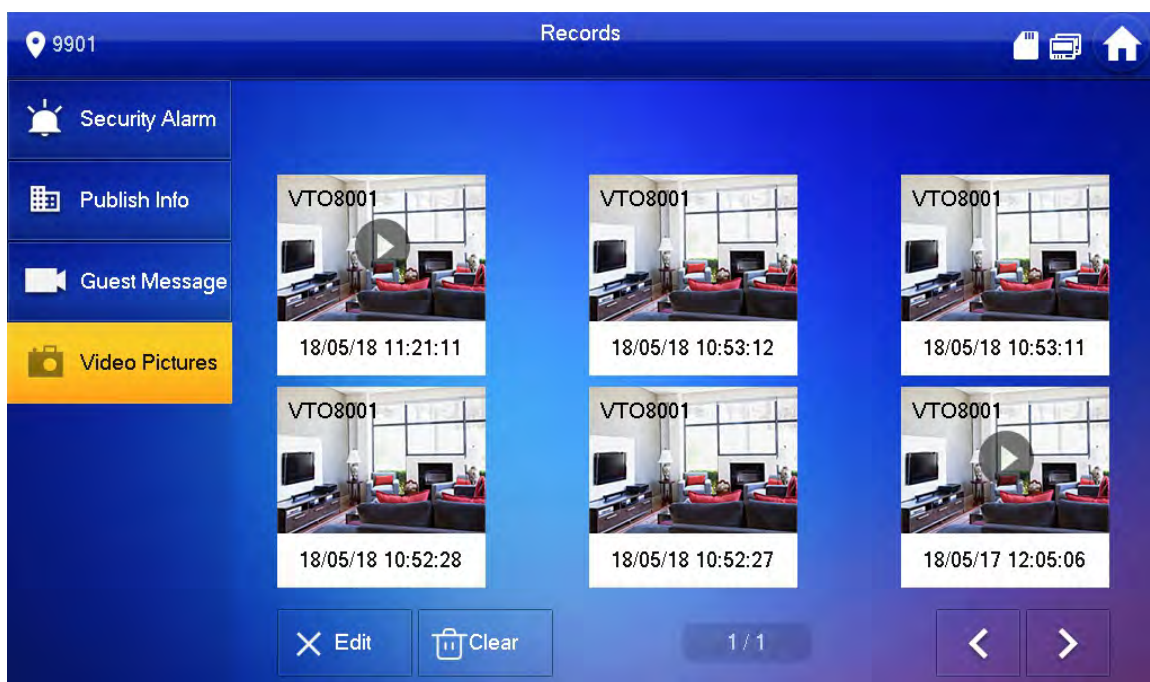 9901
Records
Security Alarm
Publish Info
Guest Message
Video Pictures
VTO8001
VTO8001
VTO8001
18/05/18 11:21:11
18/05/18 10:53:12
18/05/18 10:53:11
VTO8001
VTO8001
VTO8001
18/05/18 10:52:28
18/05/18 10:52:27
18/05/17 12:05:06
Edit
Clear
1 / 1